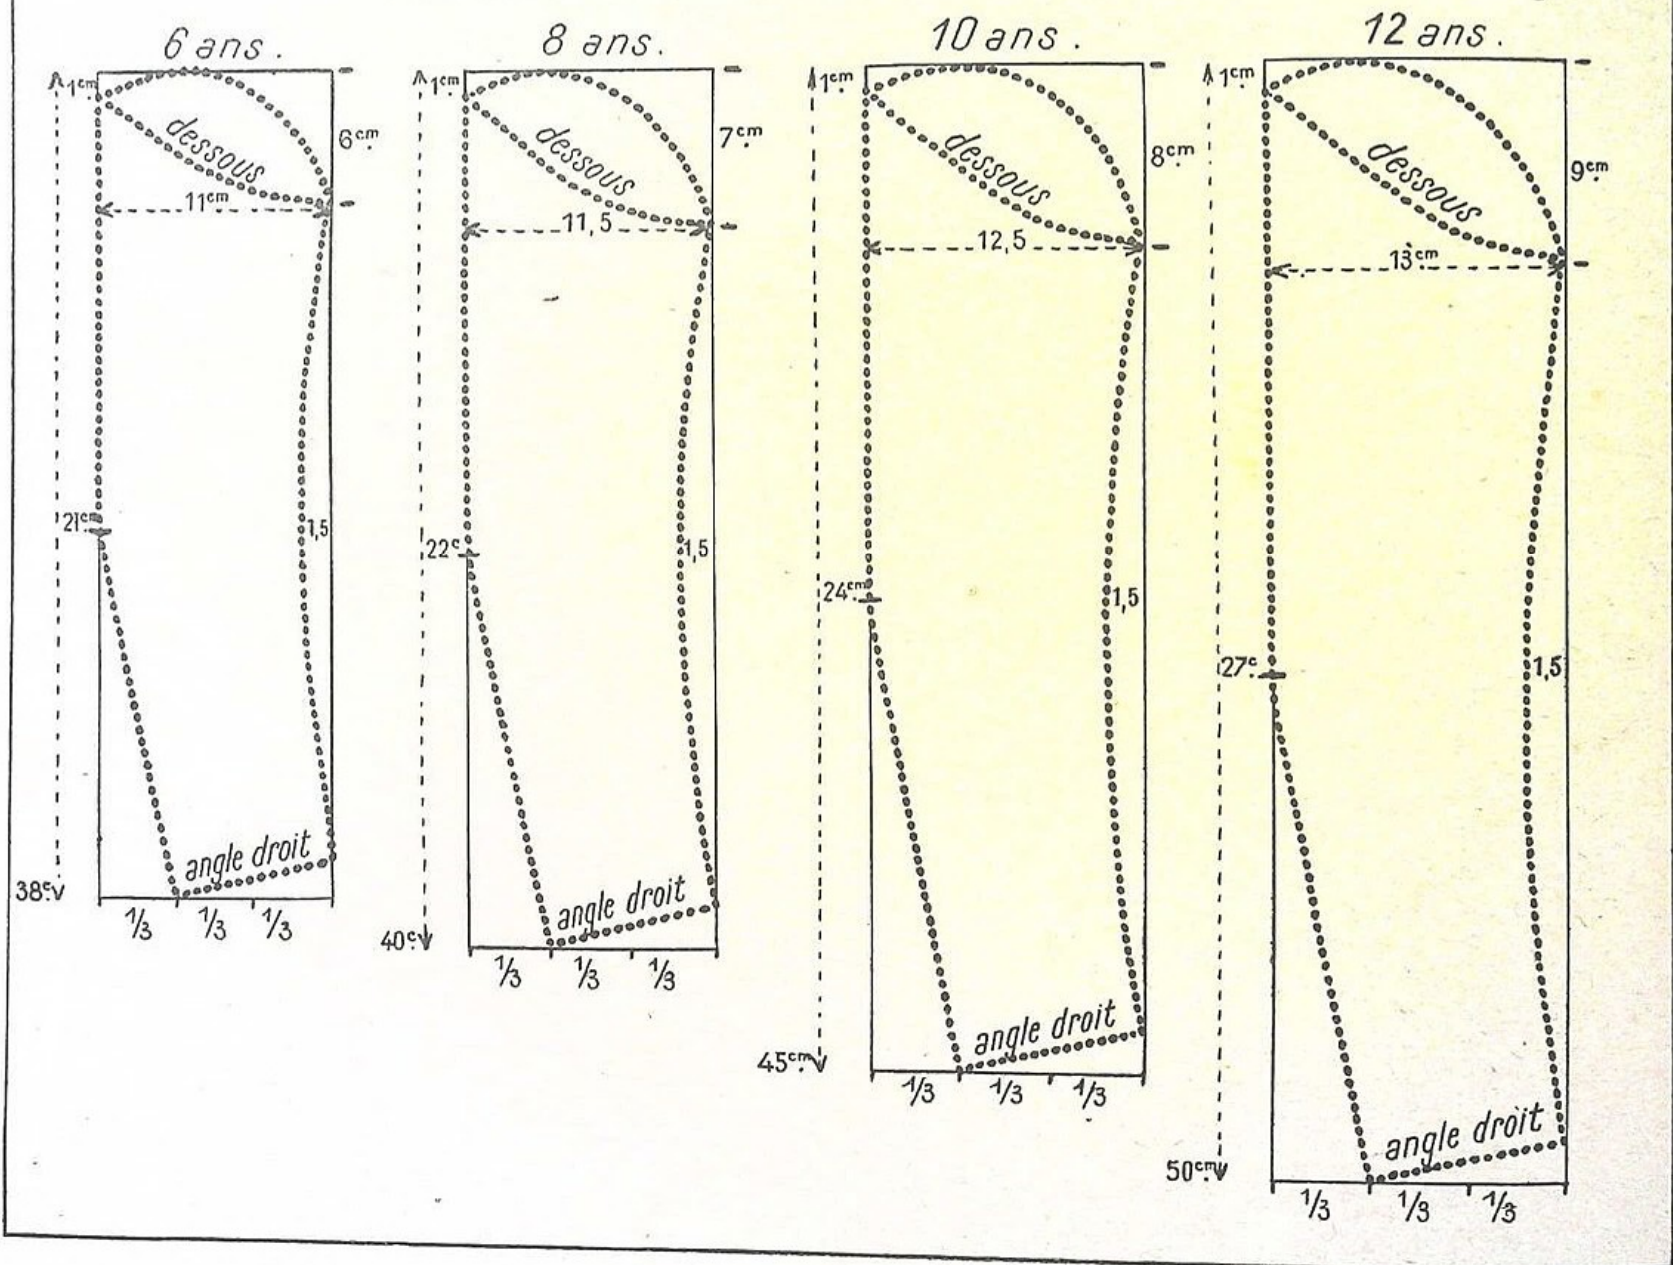 6 ans.
1cm.
6cm.
dessous
11cm
21cm.
1,5
angle droit
38c.
1/3 1/3 1/3
8 ans.
1cm.
7cm.
dessous
11,5
22c.
1,5
angle droit
40c.
1/3 1/3 1/3
10 ans.
1cm.
8cm.
dessous
12,5
24cm.
1,5
angle droit
45cm.
1/3 1/3 1/3
12 ans.
1cm.
9cm.
dessous
13cm.
27c.
1,5
angle droit
50cm.
1/3 1/3 1/3